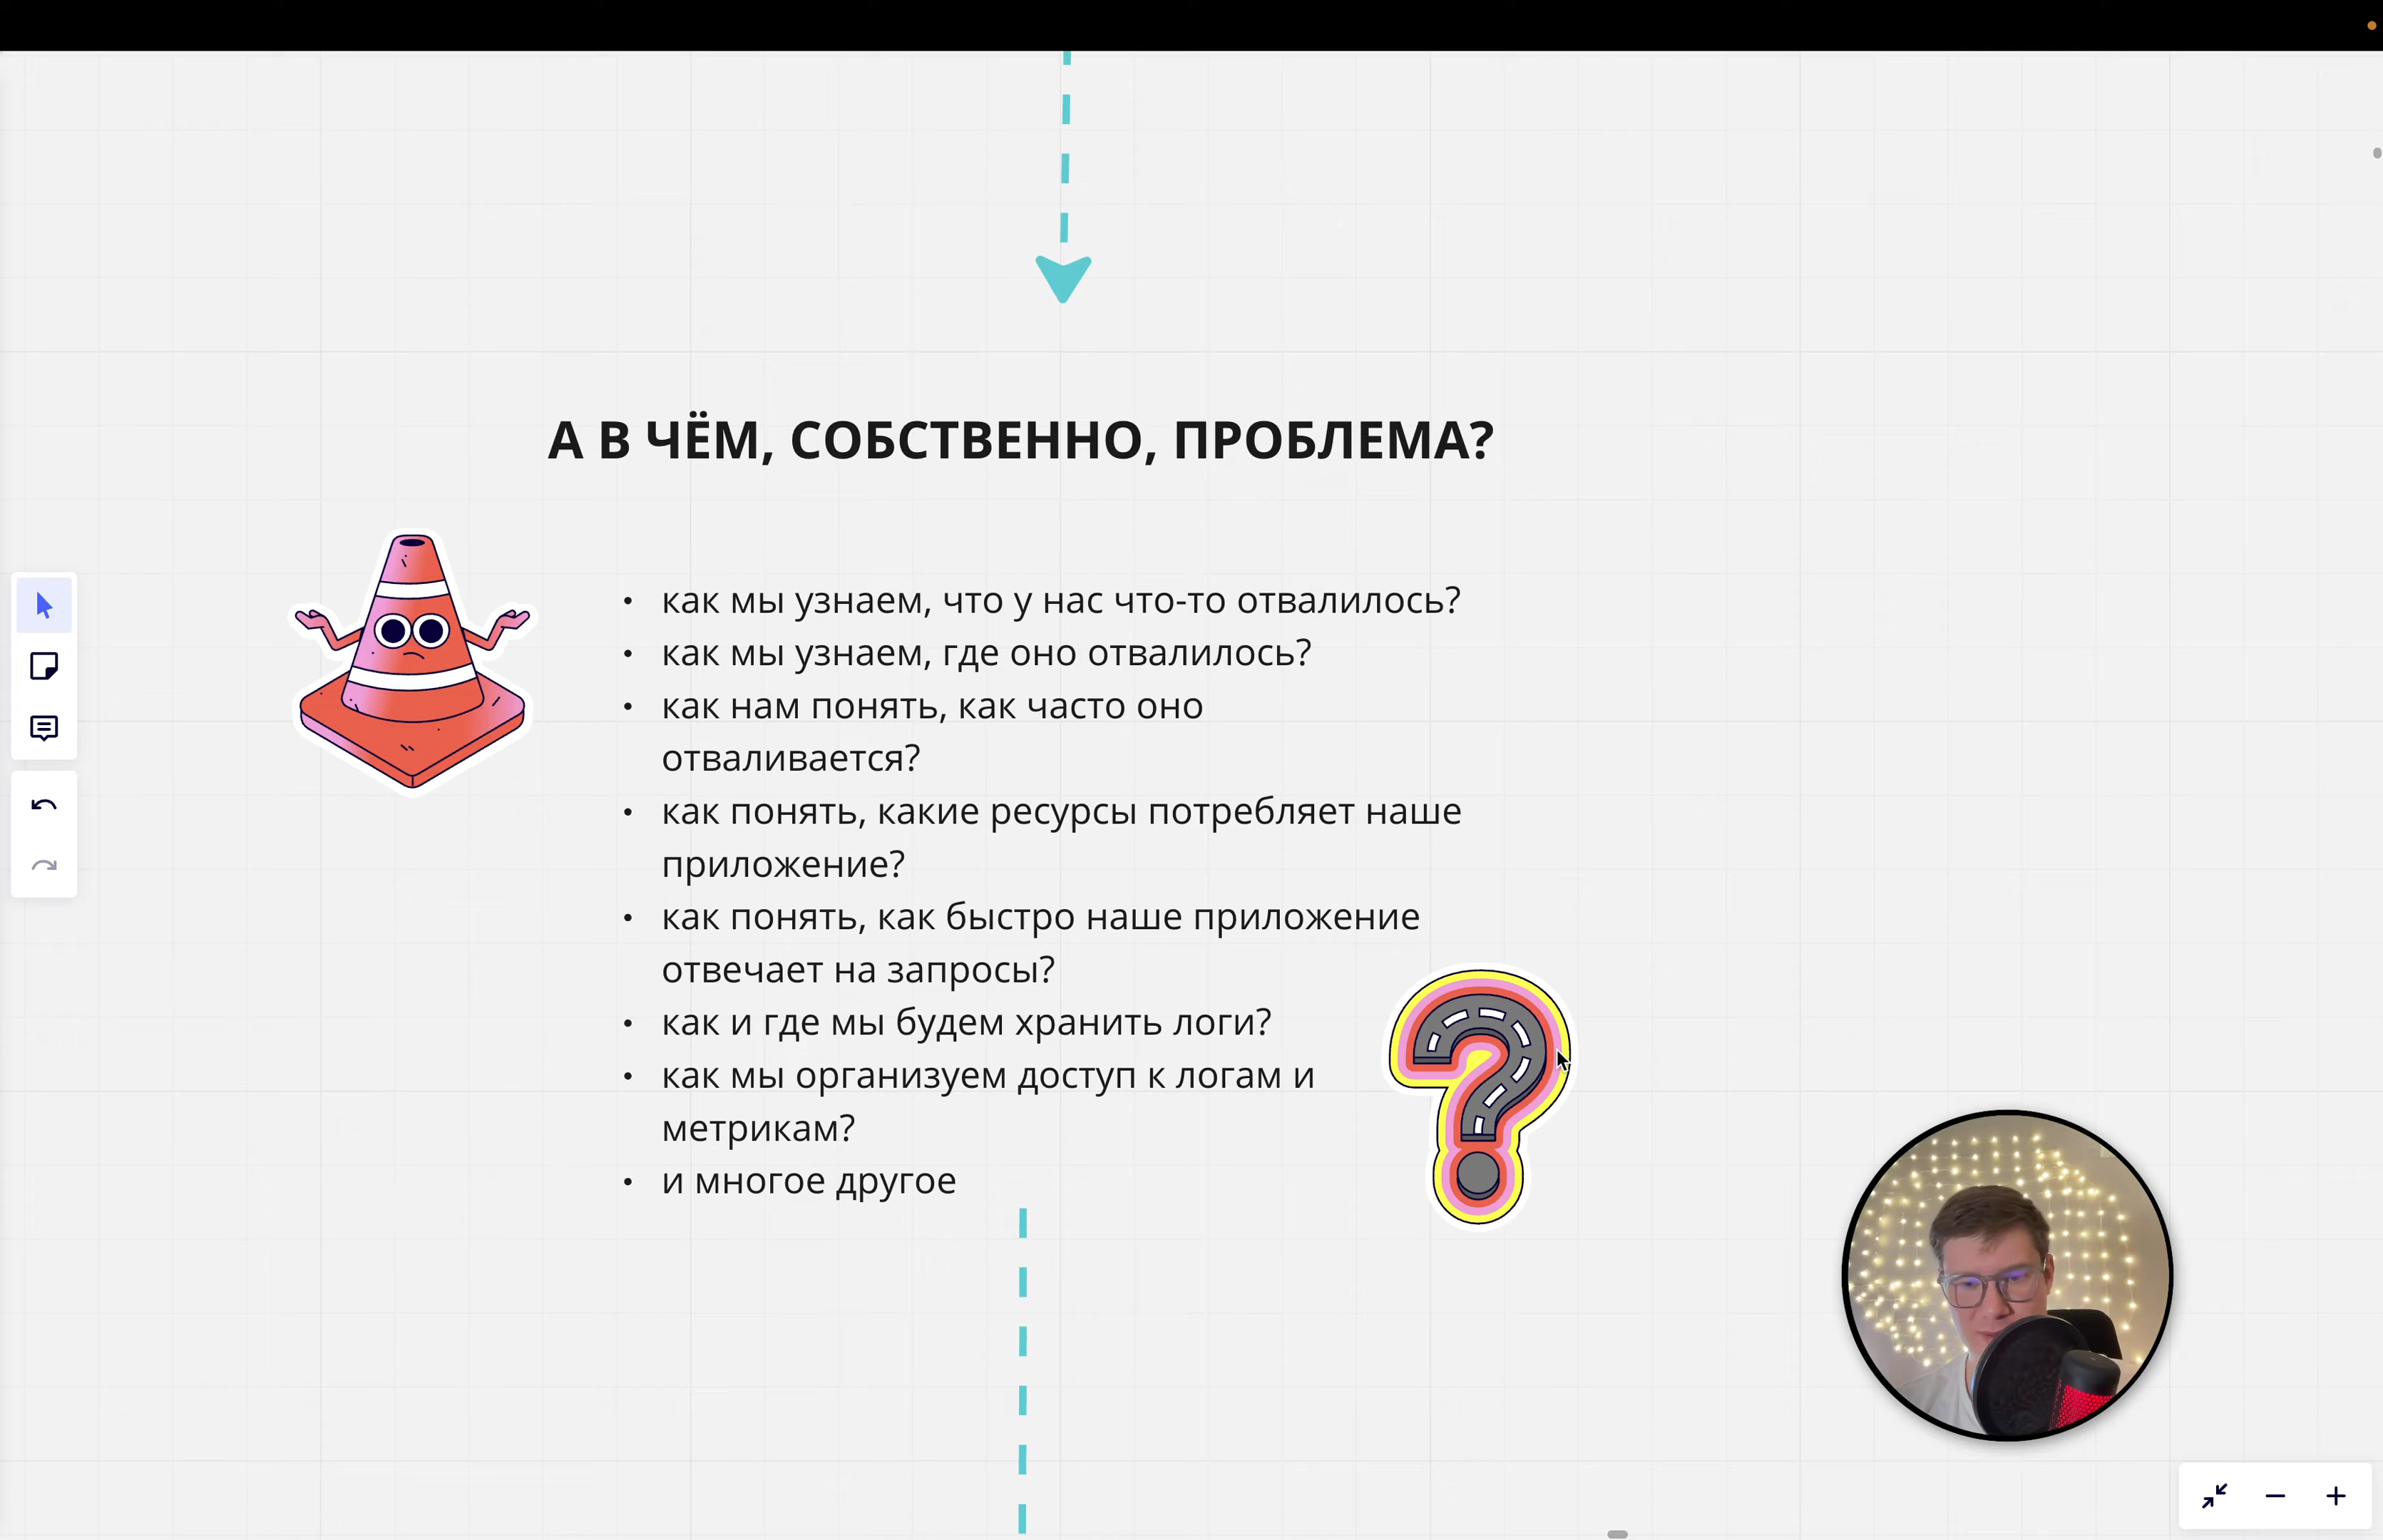 А В ЧЁМ, СОБСТВЕННО, ПРОБЛЕМА?
• как мы узнаем, что у нас что-то отвалилось?
• как мы узнаем, где оно отвалилось?
• как нам понять, как часто оно
отваливается?
• как понять, какие ресурсы потребляет наше
приложение?
• как понять, как быстро наше приложение
отвечает на запросы?
• как и где мы будем хранить логи?
• как мы организуем доступ к логам и
метрикам?
• и многое другое